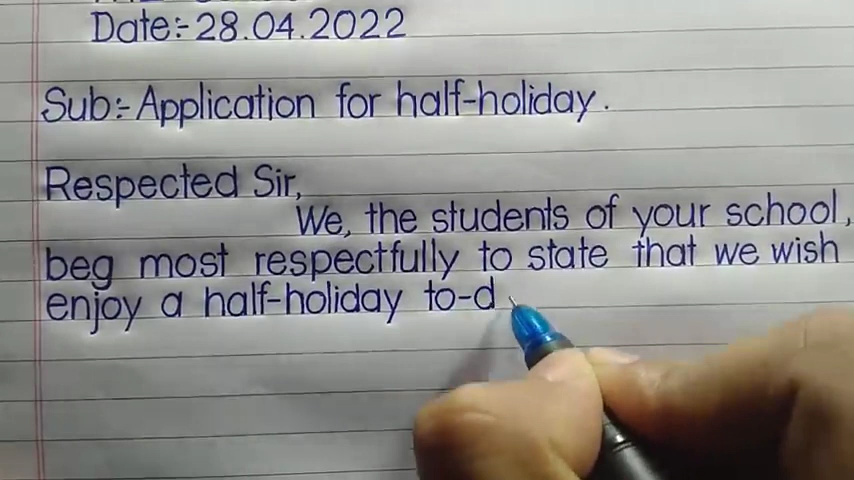 Date:- 28.04.2022
Sub:- Application for half-holiday.
Respected Sir,
We, the students of your school,
beg most respectfully to state that we wish
enjoy a half-holiday to-d